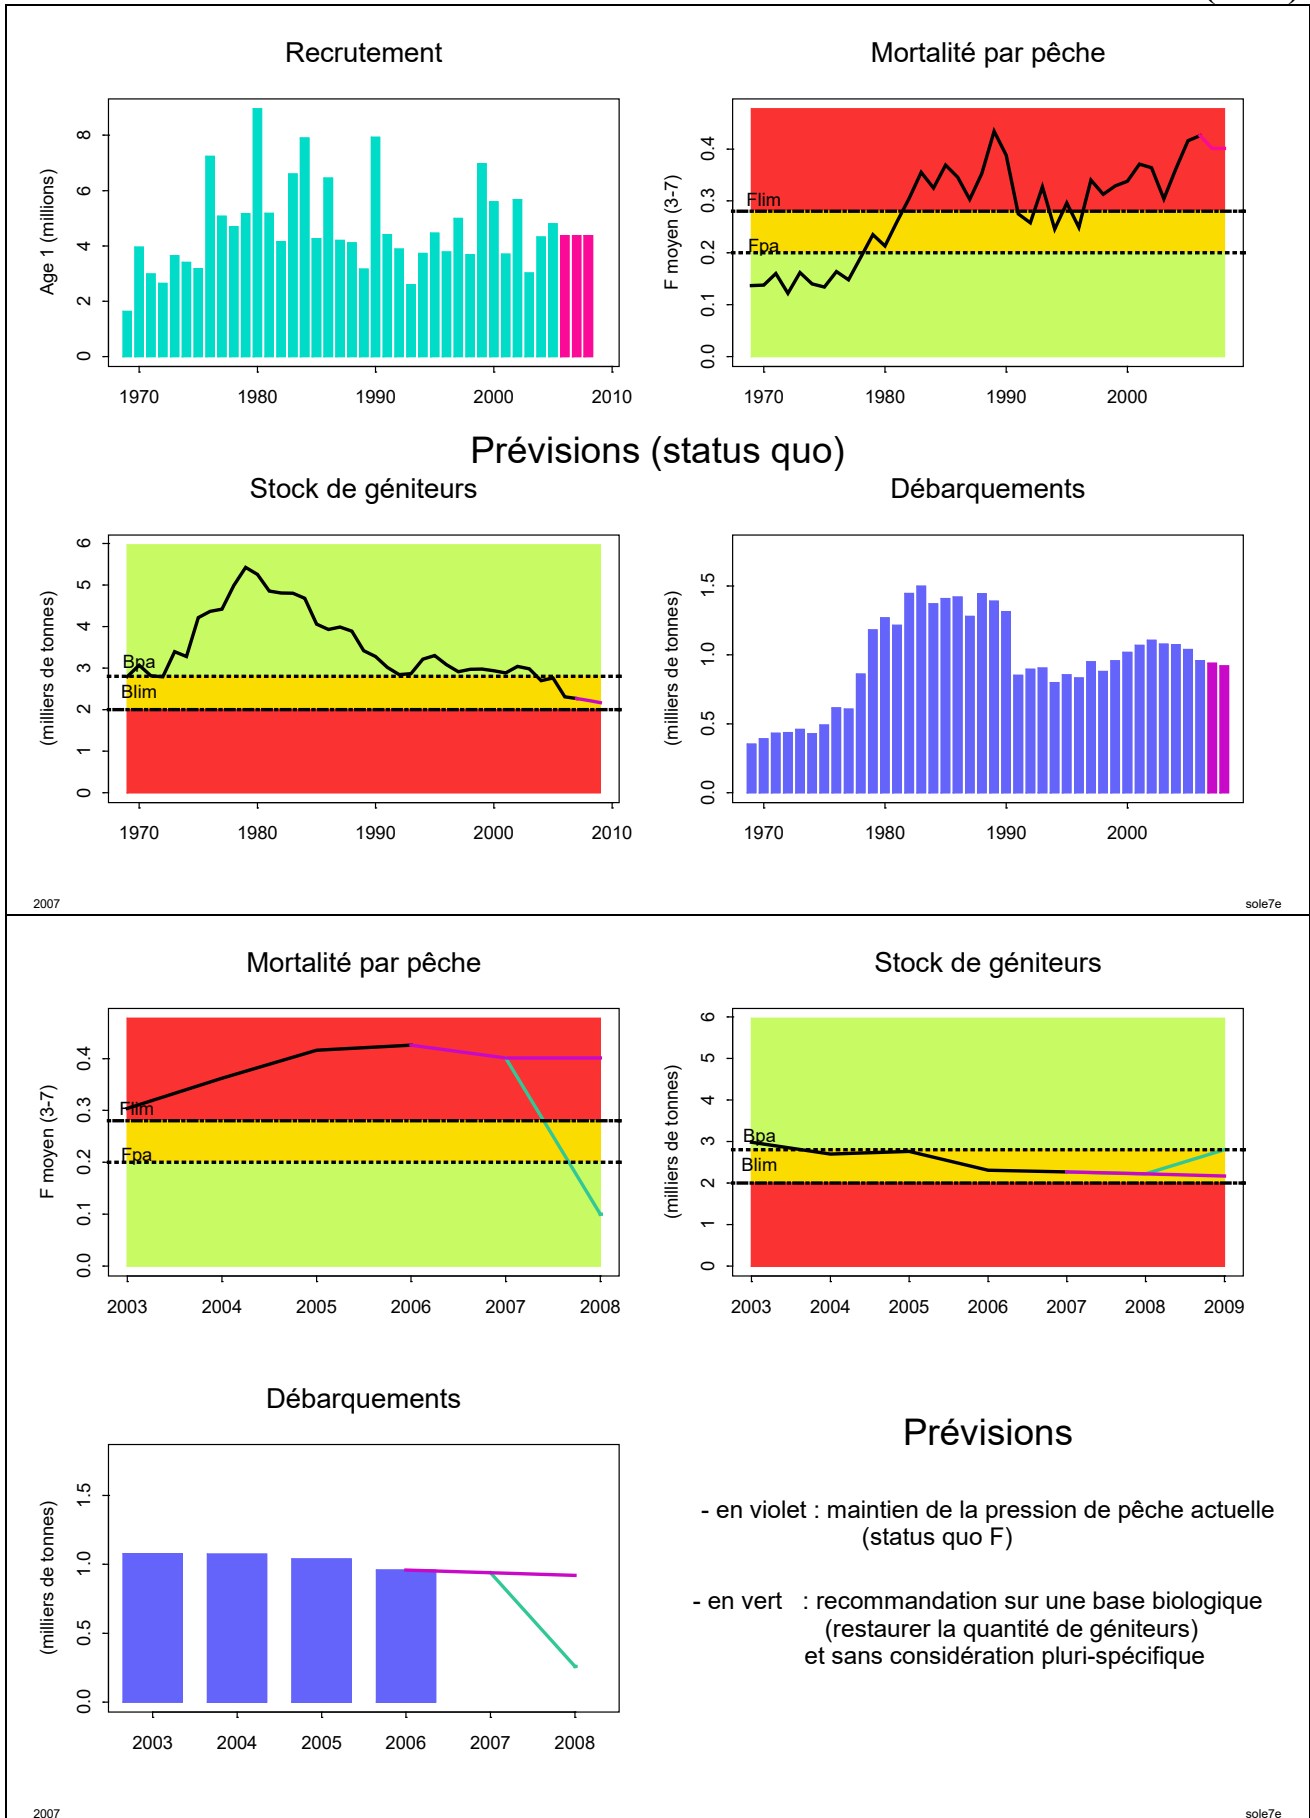 Recrutement
Age 1 (millions)
8
6
4
2
0
1970 1980 1990 2000 2010
Mortalité par pêche
F moyen (3-7)
0.4
0.3
0.2
0.1
0.0
Flim
Fpa
1970 1980 1990 2000
Prévisions (status quo)
Stock de géniteurs
(milliers de tonnes)
6
5
4
3
2
1
0
Bpa
Blim
1970 1980 1990 2000 2010
Débarquements
(milliers de tonnes)
1.5
1.0
0.5
0.0
1970 1980 1990 2000
2007
sole7e
Mortalité par pêche
F moyen (3-7)
0.4
0.3
0.2
0.1
0.0
Flim
Fpa
2003 2004 2005 2006 2007 2008
Stock de géniteurs
(milliers de tonnes)
6
5
4
3
2
1
0
Bpa
Blim
2003 2004 2005 2006 2007 2008 2009
Débarquements
(milliers de tonnes)
1.5
1.0
0.5
0.0
2003 2004 2005 2006 2007 2008
Prévisions
- en violet : maintien de la pression de pêche actuelle
(status quo F)
- en vert : recommandation sur une base biologique
(restaurer la quantité de géniteurs)
et sans considération pluri-spécifique
2007
sole7e